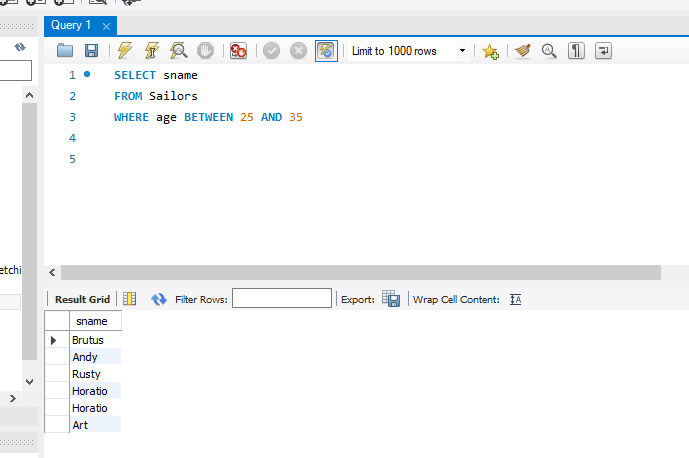 Query 1
Limit to 1000 rows
1 SELECT sname
2 FROM Sailors
3 WHERE age BETWEEN 25 AND 35
4
5
etchi
Result Grid Filter Rows: Export: Wrap Cell Content: IA
sname
Brutus
Andy
Rusty
Horatio
Horatio
Art